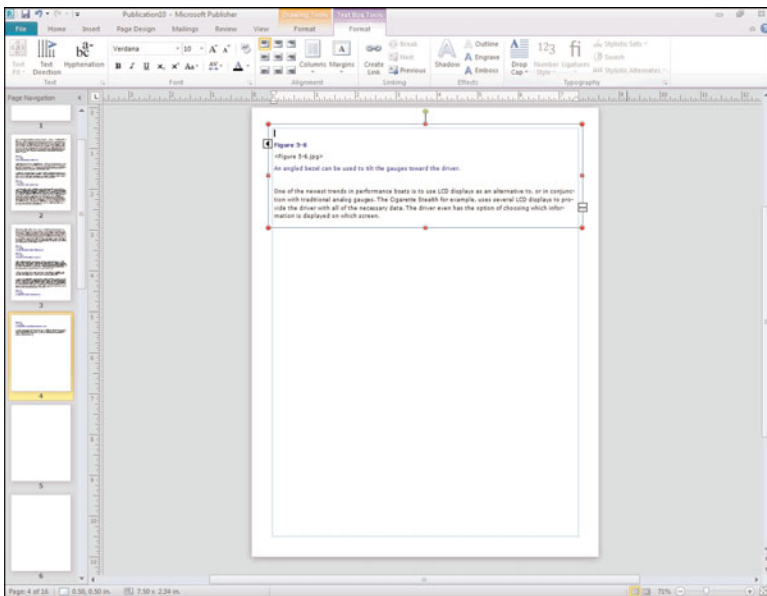 Publication10 - Microsoft Publisher
Drawing Tools
Text Box Tools
File
Home
Insert
Page Design
Mailings
Review
View
Format
Format
Text Fit
Text Direction
Hyphenation
Verdana
10
B I U
Columns
Margins
Create Link
Break
Next
Previous
Shadow
Outline
Engrave
Emboss
Drop Cap
Number Style
Ligatures
Stylistic Sets
Swash
Stylistic Alternates
Text
Font
Alignment
Linking
Effects
Typography
Page Navigation
1
2
3
4
5
6
Figure 5-6
<figure 5-6.jpg>
An angled bezel can be used to tilt the gauges toward the driver.
One of the newest trends in performance boats is to use LCD displays as an alternative to, or in conjunc-
tion with traditional analog gauges. The Cigarette Stealth for example, uses several LCD displays to pro-
vide the driver with all of the necessary data. The driver even has the option of choosing which infor-
mation is displayed on which screen.
Page: 4 of 16
0.50, 0.50 in.
7.50 x 2.34 in.
71%